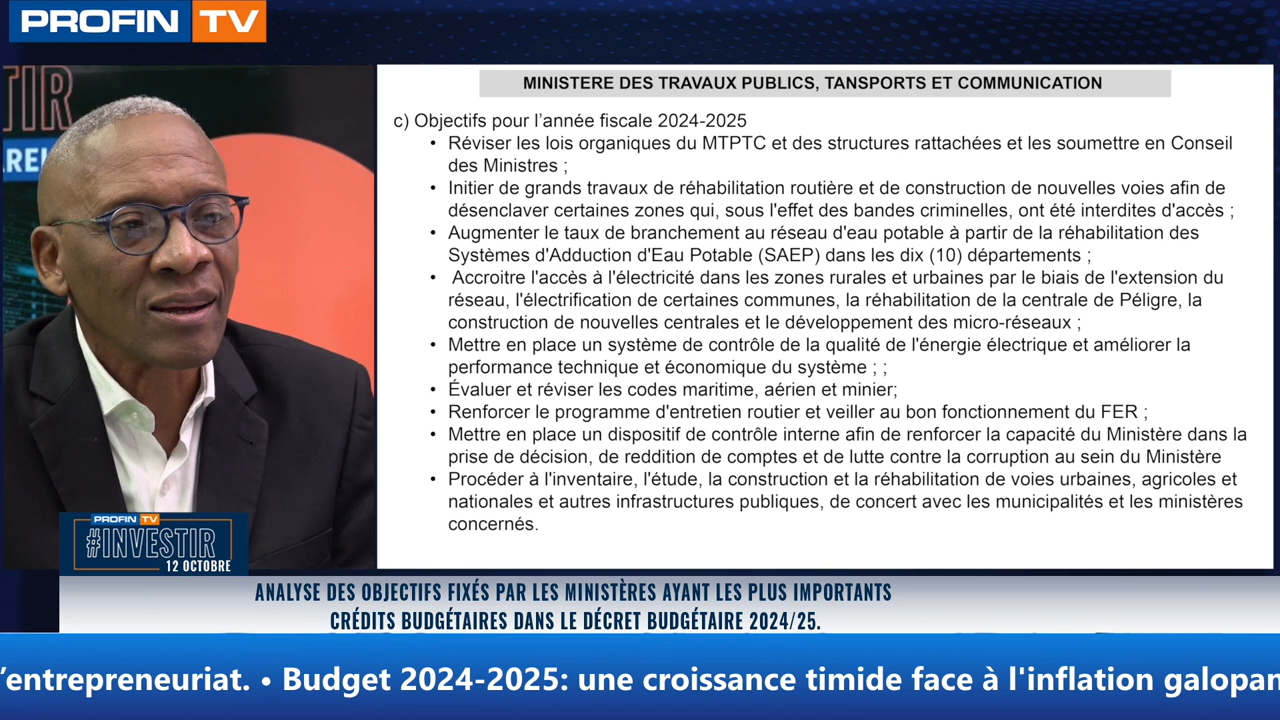 PROFIN TV
TIR
MINISTERE DES TRAVAUX PUBLICS, TANSPORTS ET COMMUNICATION
c) Objectifs pour l’année fiscale 2024-2025
• Réviser les lois organiques du MTPTC et des structures rattachées et les soumettre en Conseil
des Ministres ;
• Initier de grands travaux de réhabilitation routière et de construction de nouvelles voies afin de
désenclaver certaines zones qui, sous l'effet des bandes criminelles, ont été interdites d'accès ;
• Augmenter le taux de branchement au réseau d'eau potable à partir de la réhabilitation des
Systèmes d'Adduction d'Eau Potable (SAEP) dans les dix (10) départements ;
• Accroitre l'accès à l'électricité dans les zones rurales et urbaines par le biais de l'extension du
réseau, l'électrification de certaines communes, la réhabilitation de la centrale de Péligre, la
construction de nouvelles centrales et le développement des micro-réseaux ;
• Mettre en place un système de contrôle de la qualité de l'énergie électrique et améliorer la
performance technique et économique du système ; ;
• Évaluer et réviser les codes maritime, aérien et minier;
• Renforcer le programme d'entretien routier et veiller au bon fonctionnement du FER ;
• Mettre en place un dispositif de contrôle interne afin de renforcer la capacité du Ministère dans la
prise de décision, de reddition de comptes et de lutte contre la corruption au sein du Ministère
• Procéder à l'inventaire, l'étude, la construction et la réhabilitation de voies urbaines, agricoles et
nationales et autres infrastructures publiques, de concert avec les municipalités et les ministères
concernés.
PROFIN TV
#INVESTIR
12 OCTOBRE
ANALYSE DES OBJECTIFS FIXÉS PAR LES MINISTÈRES AYANT LES PLUS IMPORTANTS
CRÉDITS BUDGÉTAIRES DANS LE DÉCRET BUDGÉTAIRE 2024/25.
’entrepreneuriat. • Budget 2024-2025: une croissance timide face à l'inflation galopan